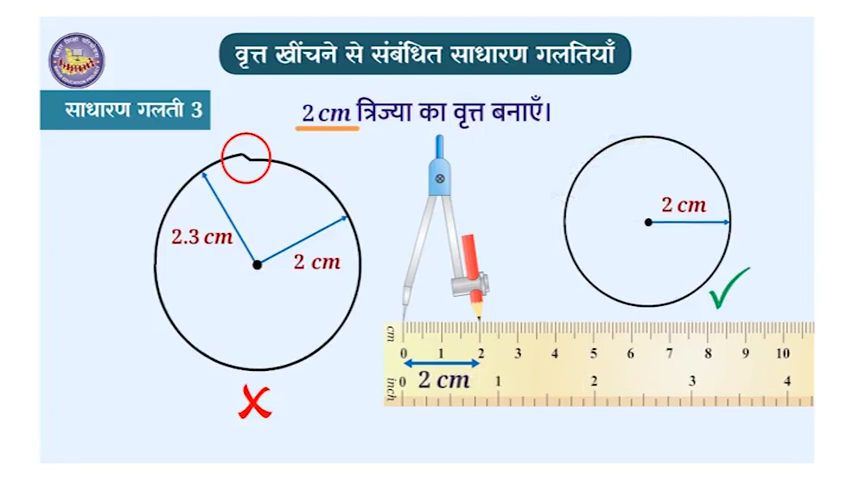 वृत्त खींचने से संबंधित साधारण गलतियाँ
साधारण गलती 3
2 cm त्रिज्या का वृत्त बनाएँ।
2.3 cm
2 cm
2 cm
cm
0 1 2 3 4 5 6 7 8 9 10
2 cm
inch
0 1 2 3 4